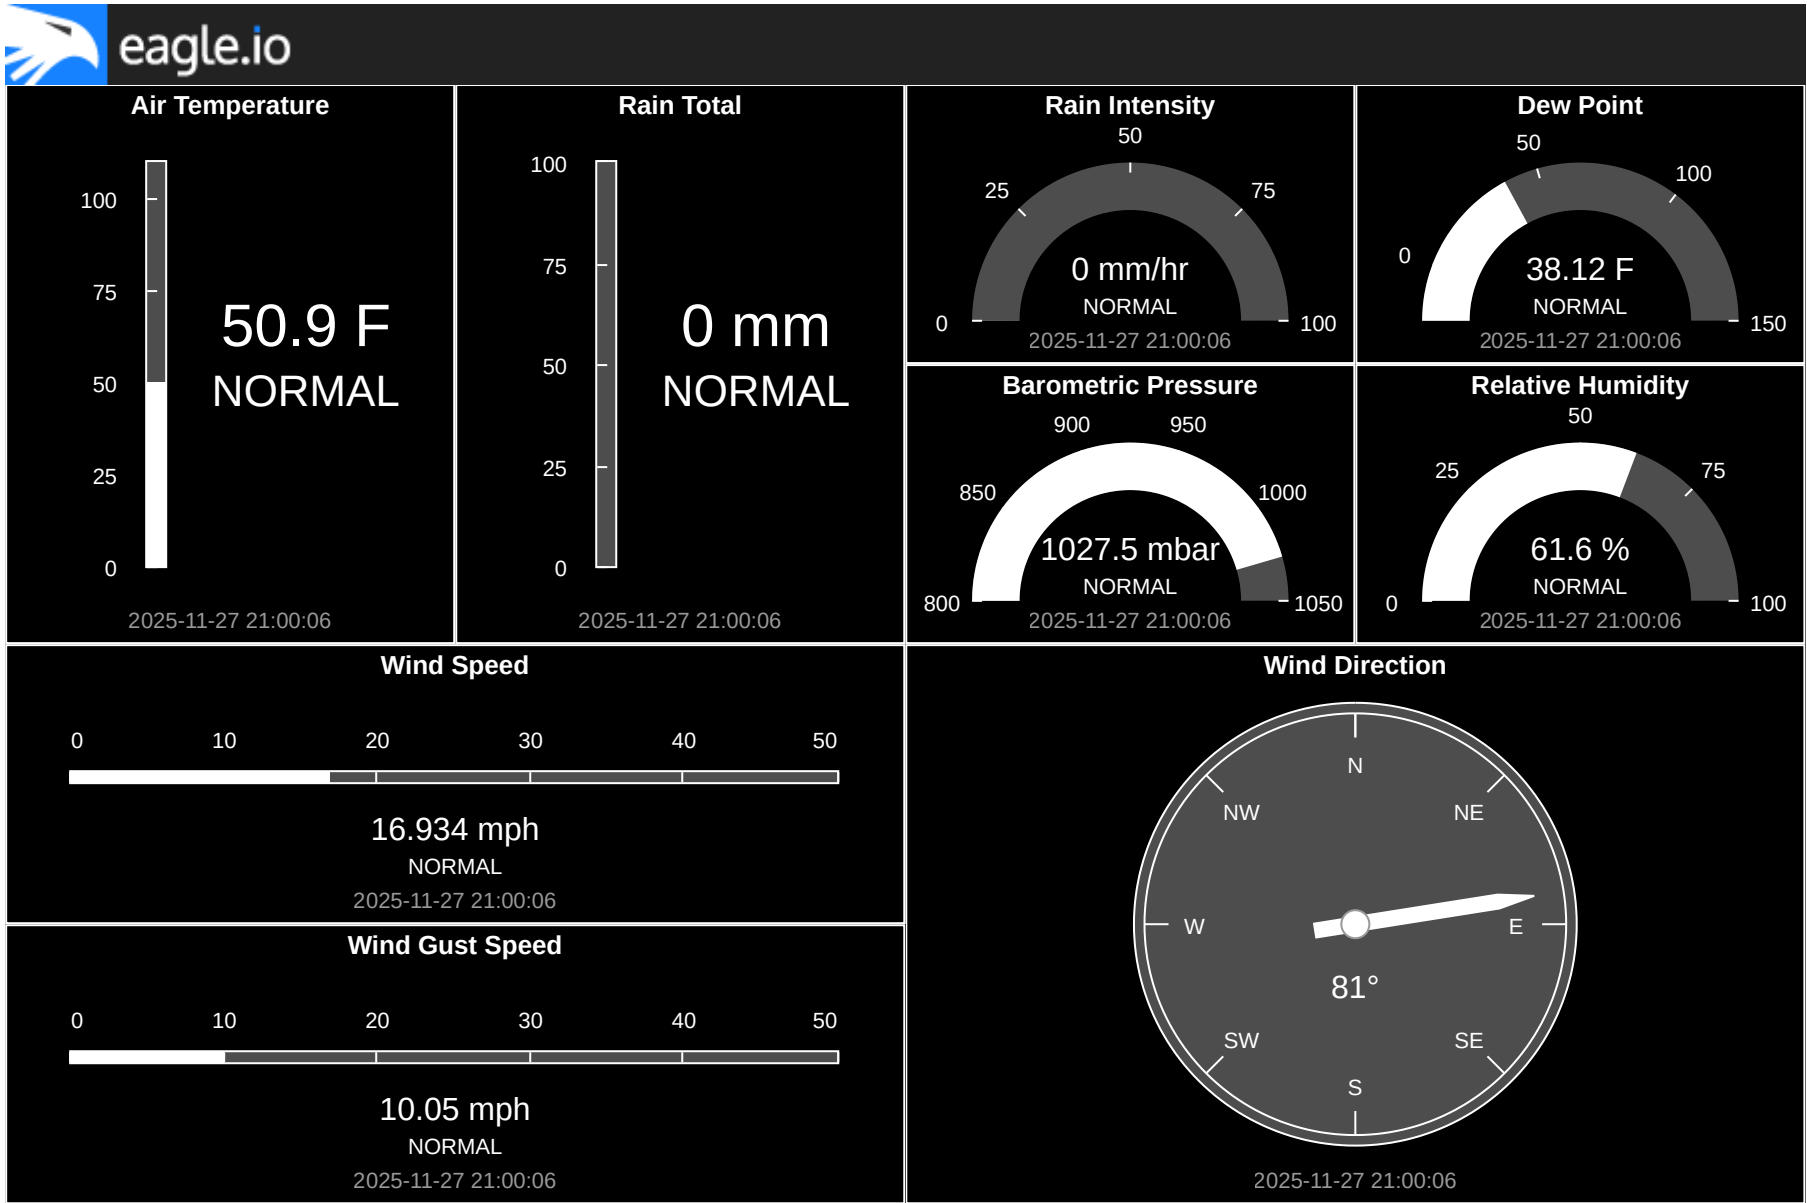 eagle.io
Air Temperature
100
75
50
25
0
50.9 F
NORMAL
2025-11-27 21:00:06
Rain Total
100
75
50
25
0
0 mm
NORMAL
2025-11-27 21:00:06
Rain Intensity
50
25
75
0
100
0 mm/hr
NORMAL
2025-11-27 21:00:06
Dew Point
50
100
0
150
38.12 F
NORMAL
2025-11-27 21:00:06
Barometric Pressure
900
950
850
1000
800
1050
1027.5 mbar
NORMAL
2025-11-27 21:00:06
Relative Humidity
50
25
75
0
100
61.6 %
NORMAL
2025-11-27 21:00:06
Wind Speed
0 10 20 30 40 50
16.934 mph
NORMAL
2025-11-27 21:00:06
Wind Gust Speed
0 10 20 30 40 50
10.05 mph
NORMAL
2025-11-27 21:00:06
Wind Direction
N
NW
NE
W
E
81°
SW
SE
S
2025-11-27 21:00:06